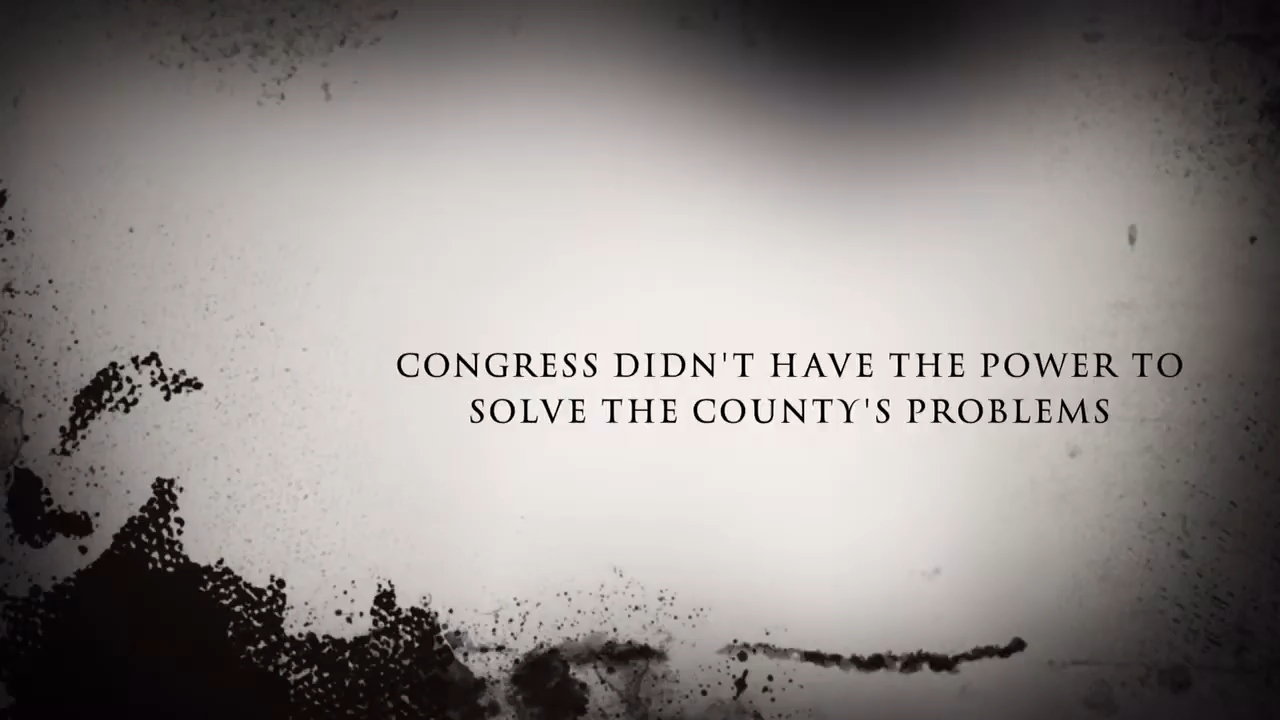 CONGRESS DIDN'T HAVE THE POWER TO
SOLVE THE COUNTY'S PROBLEMS